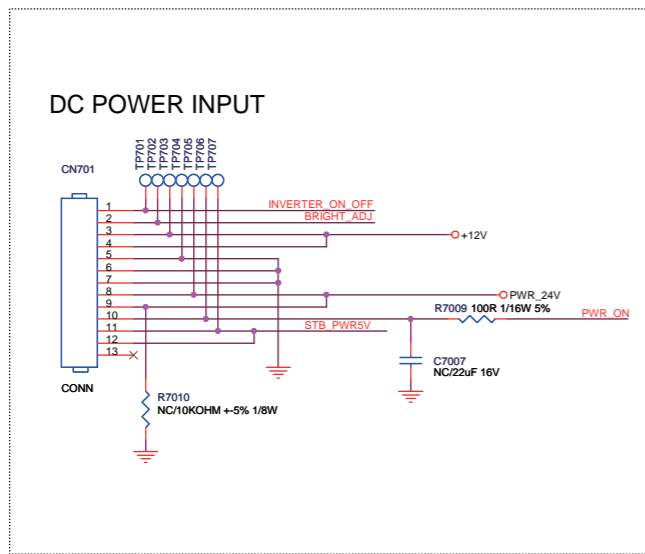 DC POWER INPUT
TP701
TP702
TP703
TP704
TP705
TP706
TP707
CN701
1
INVERTER_ON_OFF
2
BRIGHT_ADJ
3
+12V
4
5
6
7
8
PWR_24V
9
R7009 100R 1/16W 5%
PWR_ON
10
11
STB_PWR5V
12
13
C7007
NC/22uF 16V
CONN
R7010
NC/10KOHM +-5% 1/8W